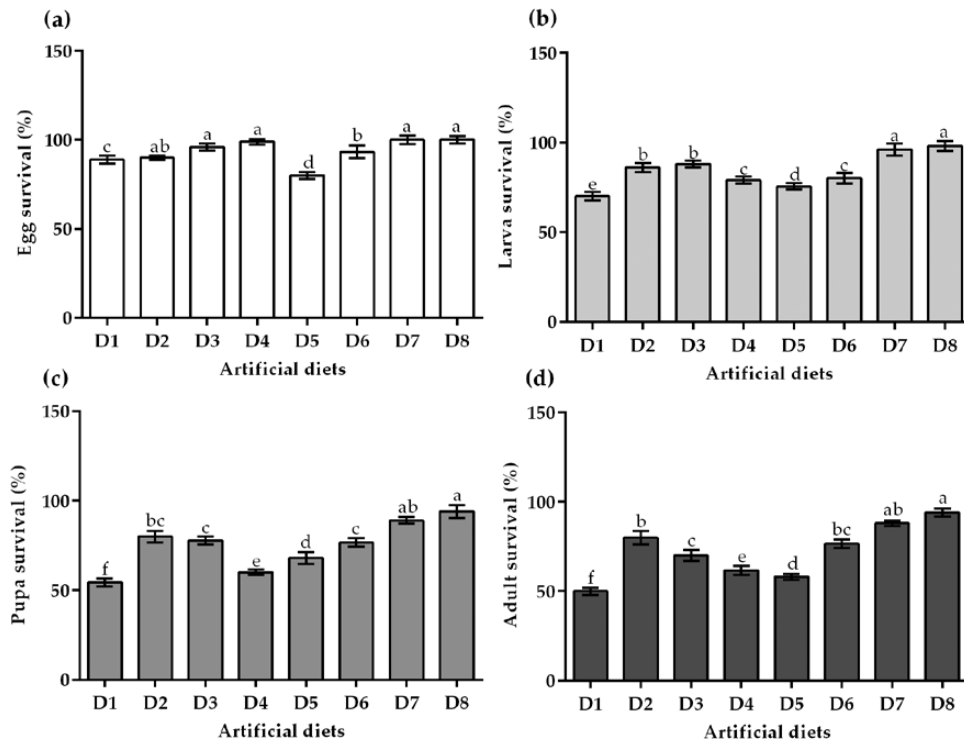 (a)
150
100
50
0
Egg survival (%)
c
ab
a
a
d
b
a
a
D1 D2 D3 D4 D5 D6 D7 D8
Artificial diets
(b)
150
100
50
0
Larva survival (%)
e
b
b
c
d
c
a
a
D1 D2 D3 D4 D5 D6 D7 D8
Artificial diets
(c)
150
100
50
0
Pupa survival (%)
f
bc
c
e
d
c
ab
a
D1 D2 D3 D4 D5 D6 D7 D8
Artificial diets
(d)
150
100
50
0
Adult survival (%)
f
b
c
e
d
bc
ab
a
D1 D2 D3 D4 D5 D6 D7 D8
Artificial diets